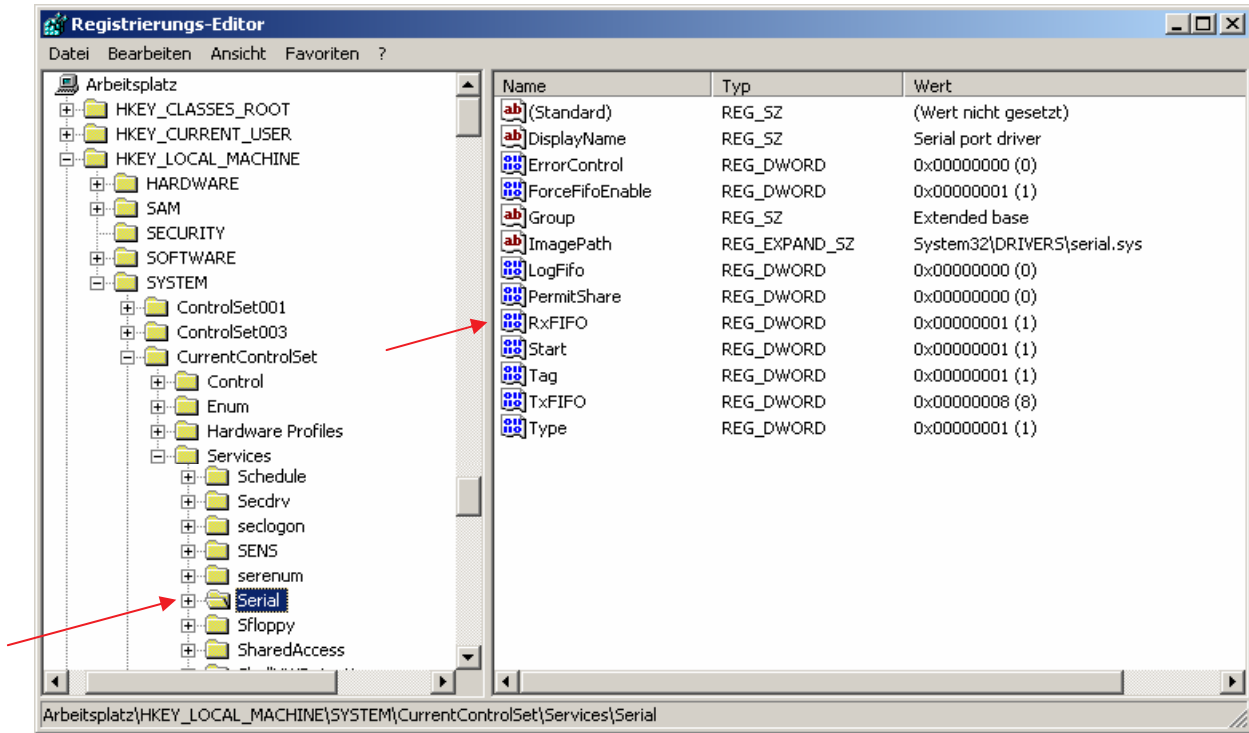 Registrierungs-Editor
Datei Bearbeiten Ansicht Favoriten ?
Arbeitsplatz
HKEY_CLASSES_ROOT
HKEY_CURRENT_USER
HKEY_LOCAL_MACHINE
HARDWARE
SAM
SECURITY
SOFTWARE
SYSTEM
ControlSet001
ControlSet003
CurrentControlSet
Control
Enum
Hardware Profiles
Services
Schedule
Secdrv
seclogon
SENS
serenum
Serial
Sfloppy
SharedAccess
Name Typ Wert
(Standard) REG_SZ (Wert nicht gesetzt)
DisplayName REG_SZ Serial port driver
ErrorControl REG_DWORD 0x00000000 (0)
ForceFifoEnable REG_DWORD 0x00000001 (1)
Group REG_SZ Extended base
ImagePath REG_EXPAND_SZ System32\DRIVERS\serial.sys
LogFifo REG_DWORD 0x00000000 (0)
PermitShare REG_DWORD 0x00000000 (0)
RxFIFO REG_DWORD 0x00000001 (1)
Start REG_DWORD 0x00000001 (1)
Tag REG_DWORD 0x00000001 (1)
TxFIFO REG_DWORD 0x00000008 (8)
Type REG_DWORD 0x00000001 (1)
Arbeitsplatz\HKEY_LOCAL_MACHINE\SYSTEM\CurrentControlSet\Services\Serial